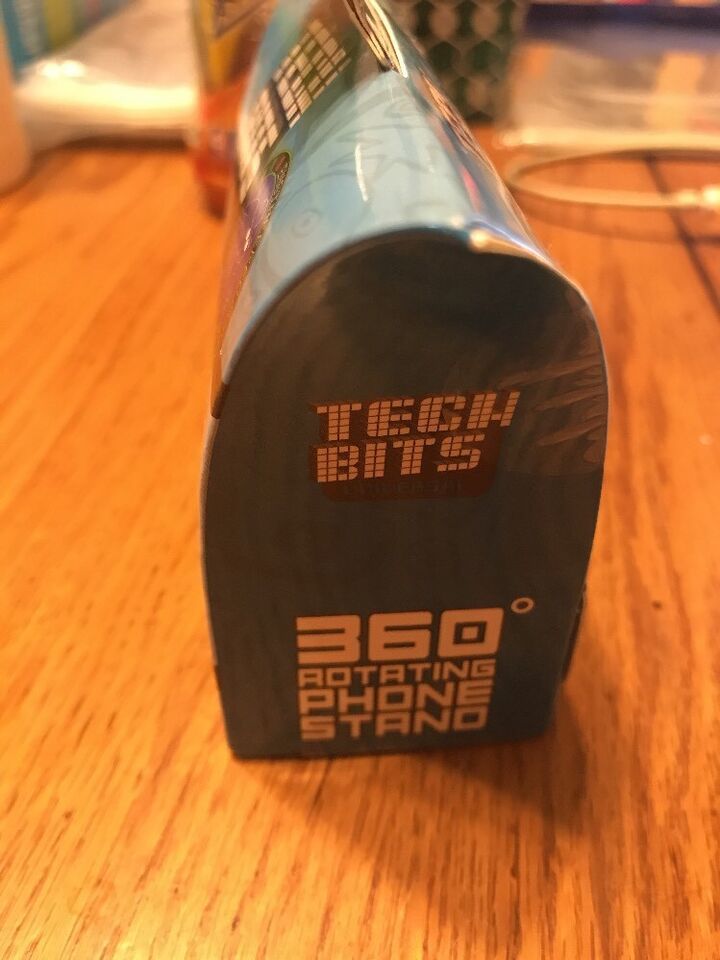 TECH
BITS
360°
ROTATING
PHONE
STAND